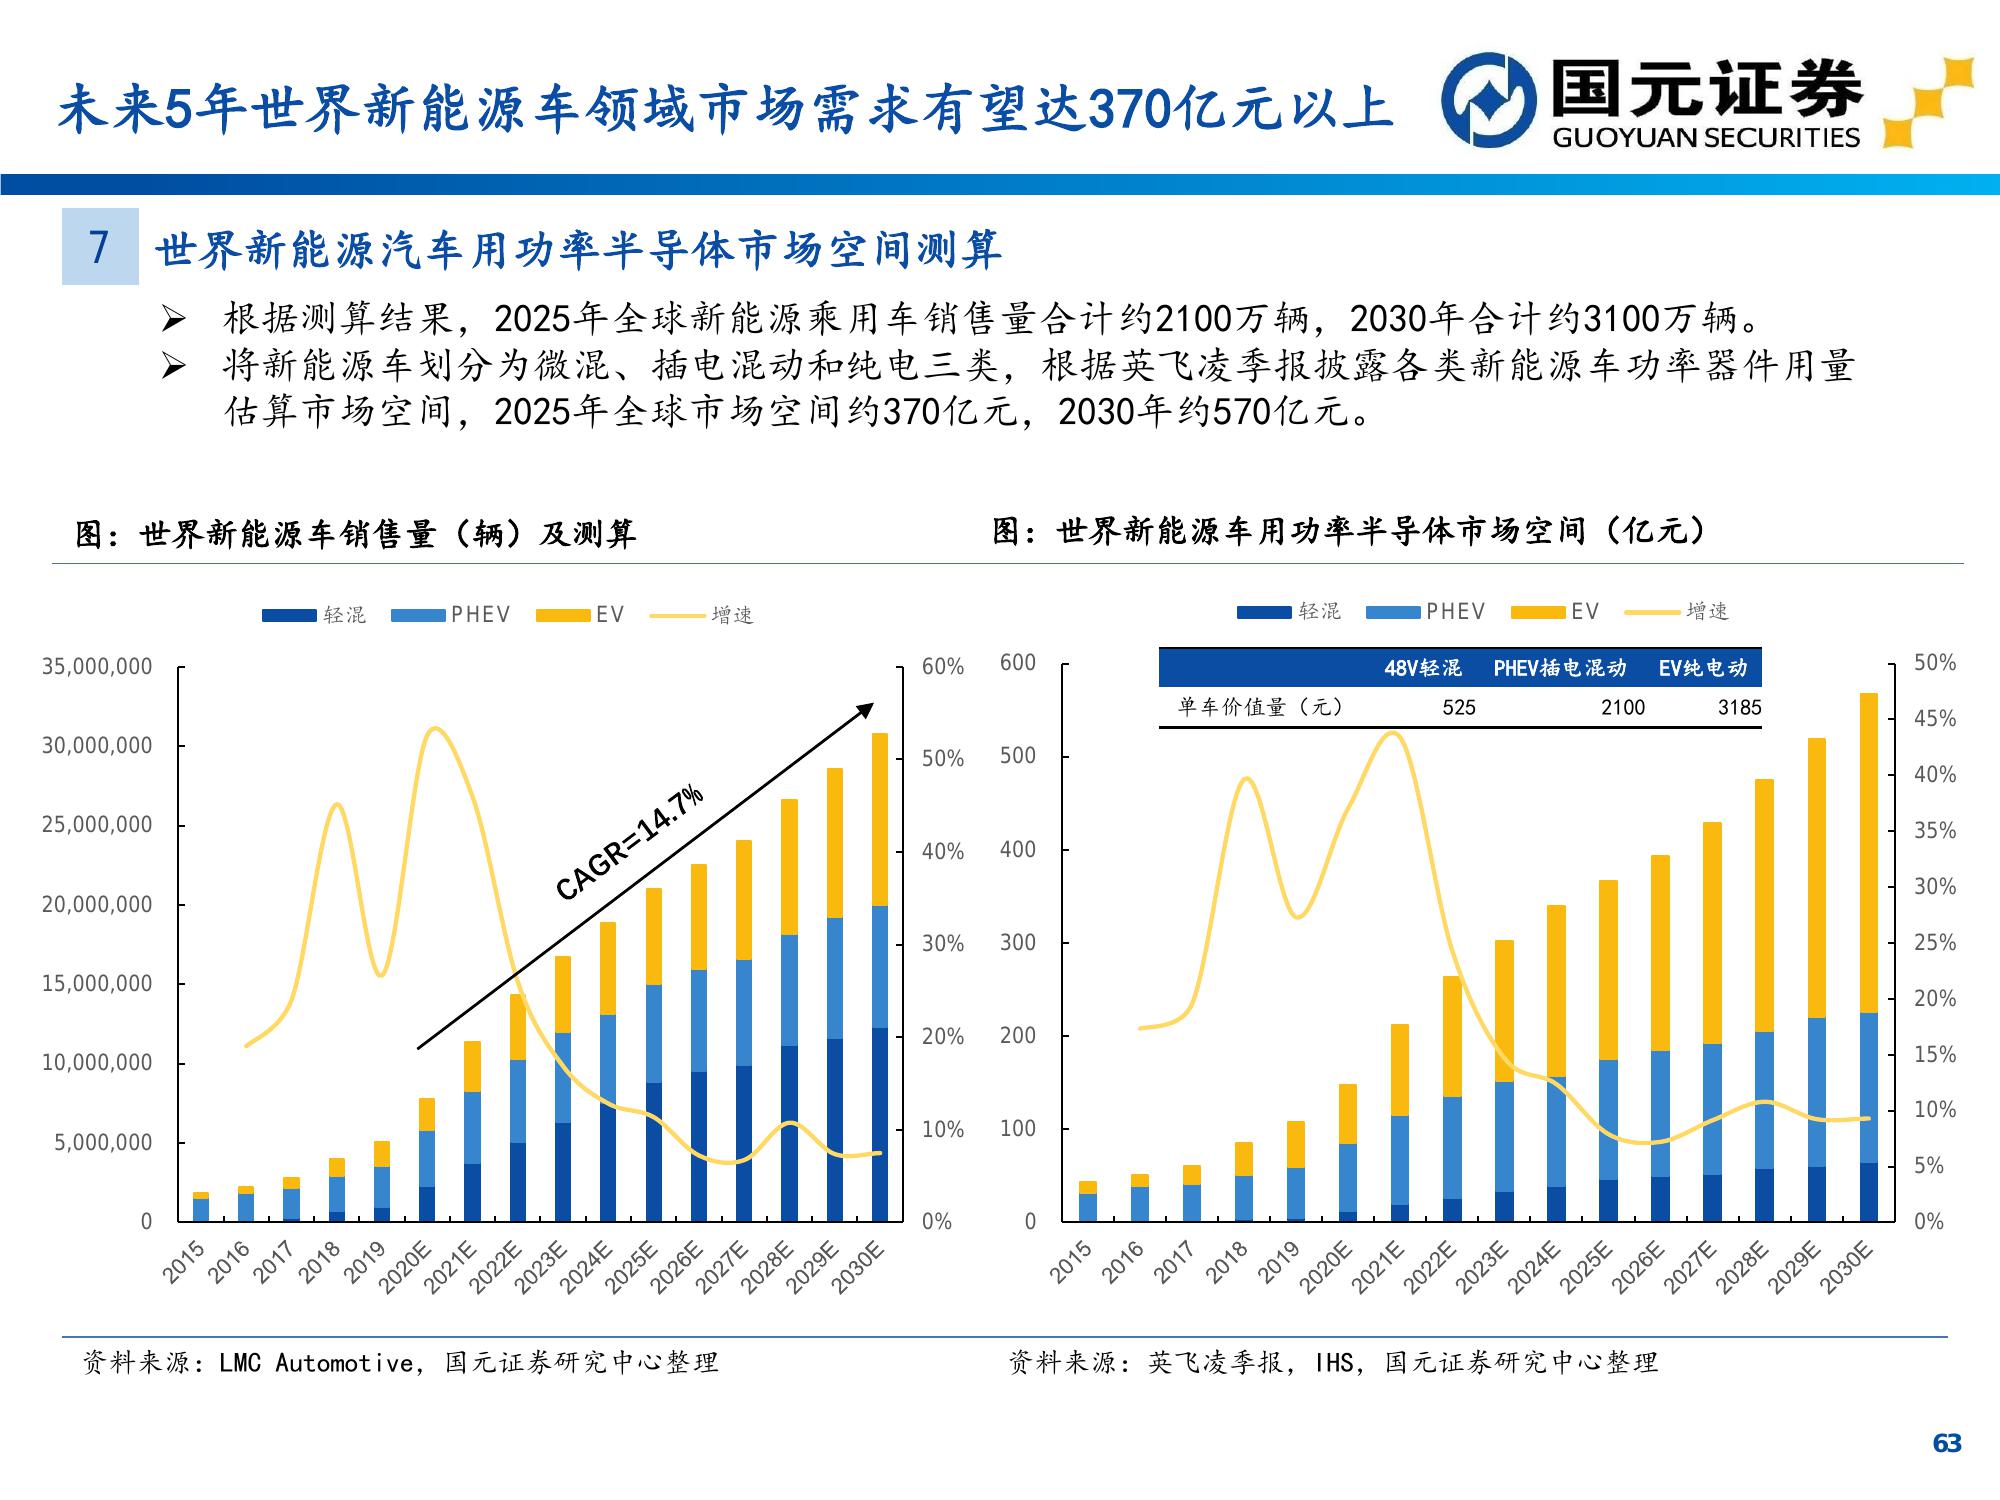 未来5年世界新能源车领域市场需求有望达370亿元以上
国元证券
GUOYUAN SECURITIES
7
世界新能源汽车用功率半导体市场空间测算
➢ 根据测算结果，2025年全球新能源乘用车销售量合计约2100万辆，2030年合计约3100万辆。
➢ 将新能源车划分为微混、插电混动和纯电三类，根据英飞凌季报披露各类新能源车功率器件用量
估算市场空间，2025年全球市场空间约370亿元，2030年约570亿元。
图：世界新能源车销售量（辆）及测算
轻混 PHEV EV 增速
35,000,000
30,000,000
25,000,000
20,000,000
15,000,000
10,000,000
5,000,000
0
60%
50%
40%
30%
20%
10%
0%
CAGR=14.7%
2015 2016 2017 2018 2019 2020E 2021E 2022E 2023E 2024E 2025E 2026E 2027E 2028E 2029E 2030E
图：世界新能源车用功率半导体市场空间（亿元）
轻混 PHEV EV 增速
48V轻混 PHEV插电混动 EV纯电动
单车价值量（元） 525 2100 3185
600
500
400
300
200
100
0
50%
45%
40%
35%
30%
25%
20%
15%
10%
5%
0%
2015 2016 2017 2018 2019 2020E 2021E 2022E 2023E 2024E 2025E 2026E 2027E 2028E 2029E 2030E
资料来源：LMC Automotive，国元证券研究中心整理
资料来源：英飞凌季报，IHS，国元证券研究中心整理
63